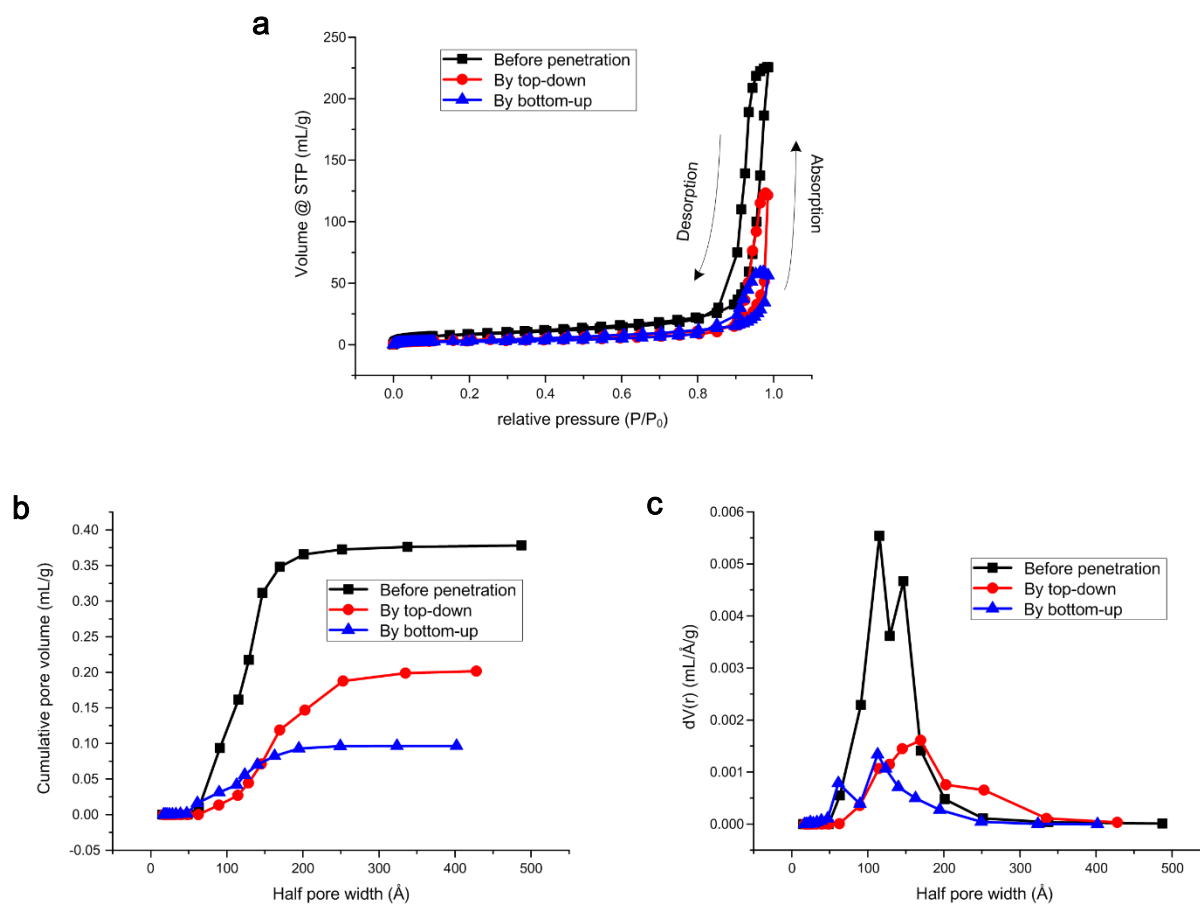 a
250
200
150
100
50
0
Volume @ STP (mL/g)
Before penetration
By top-down
By bottom-up
Desorption
Absorption
0.0 0.2 0.4 0.6 0.8 1.0
relative pressure (P/P0)
b
0.40
0.35
0.30
0.25
0.20
0.15
0.10
0.05
0.00
-0.05
Cumulative pore volume (mL/g)
Before penetration
By top-down
By bottom-up
0 100 200 300 400 500
Half pore width (Å)
c
0.006
0.005
0.004
0.003
0.002
0.001
0.000
dV(r) (mL/Å/g)
Before penetration
By top-down
By bottom-up
0 100 200 300 400 500
Half pore width (Å)